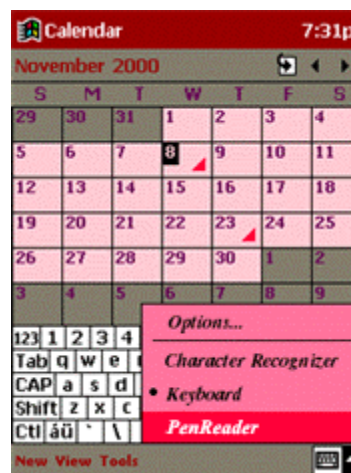 Calendar 7:31p
November 2000
S M T W T F S
29 30 31 1 2 3 4
5 6 7 8 9 10 11
12 13 14 15 16 17 18
19 20 21 22 23 24 25
26 27 28 29 30 1 2
3 4 5 6 7 8 9
Options...
Character Recognizer
Keyboard
PenReader
123 1 2 3 4
Tab q w e
CAP a s d
Shift z x c
Ctl áü ` \
New View Tools